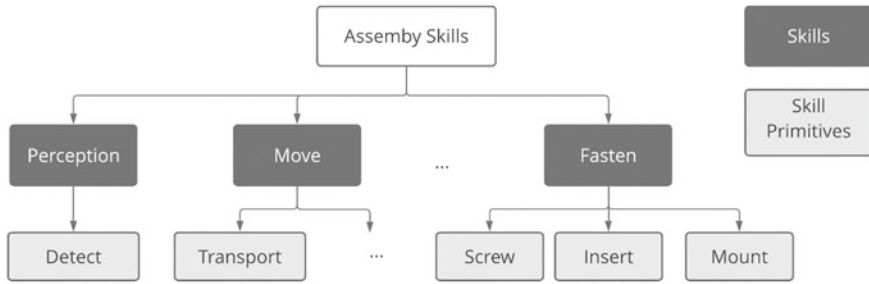 Assemby Skills
Skills
Skill
Primitives
Perception
Move
...
Fasten
Detect
Transport
...
Screw
Insert
Mount